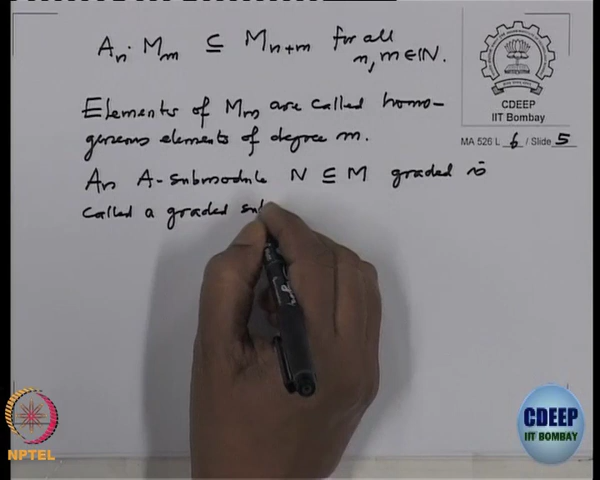 Aₙ · Mₘ ⊆ Mₙ₊ₘ for all
n, m ∈ ℕ.
Elements of Mₘ are called homo-
geneous elements of degree m.
An A-submodule N ⊆ M graded is
called a graded sub
CDEEP
IIT Bombay
MA 526 L 6 / Slide 5
NPTEL
CDEEP
IIT BOMBAY